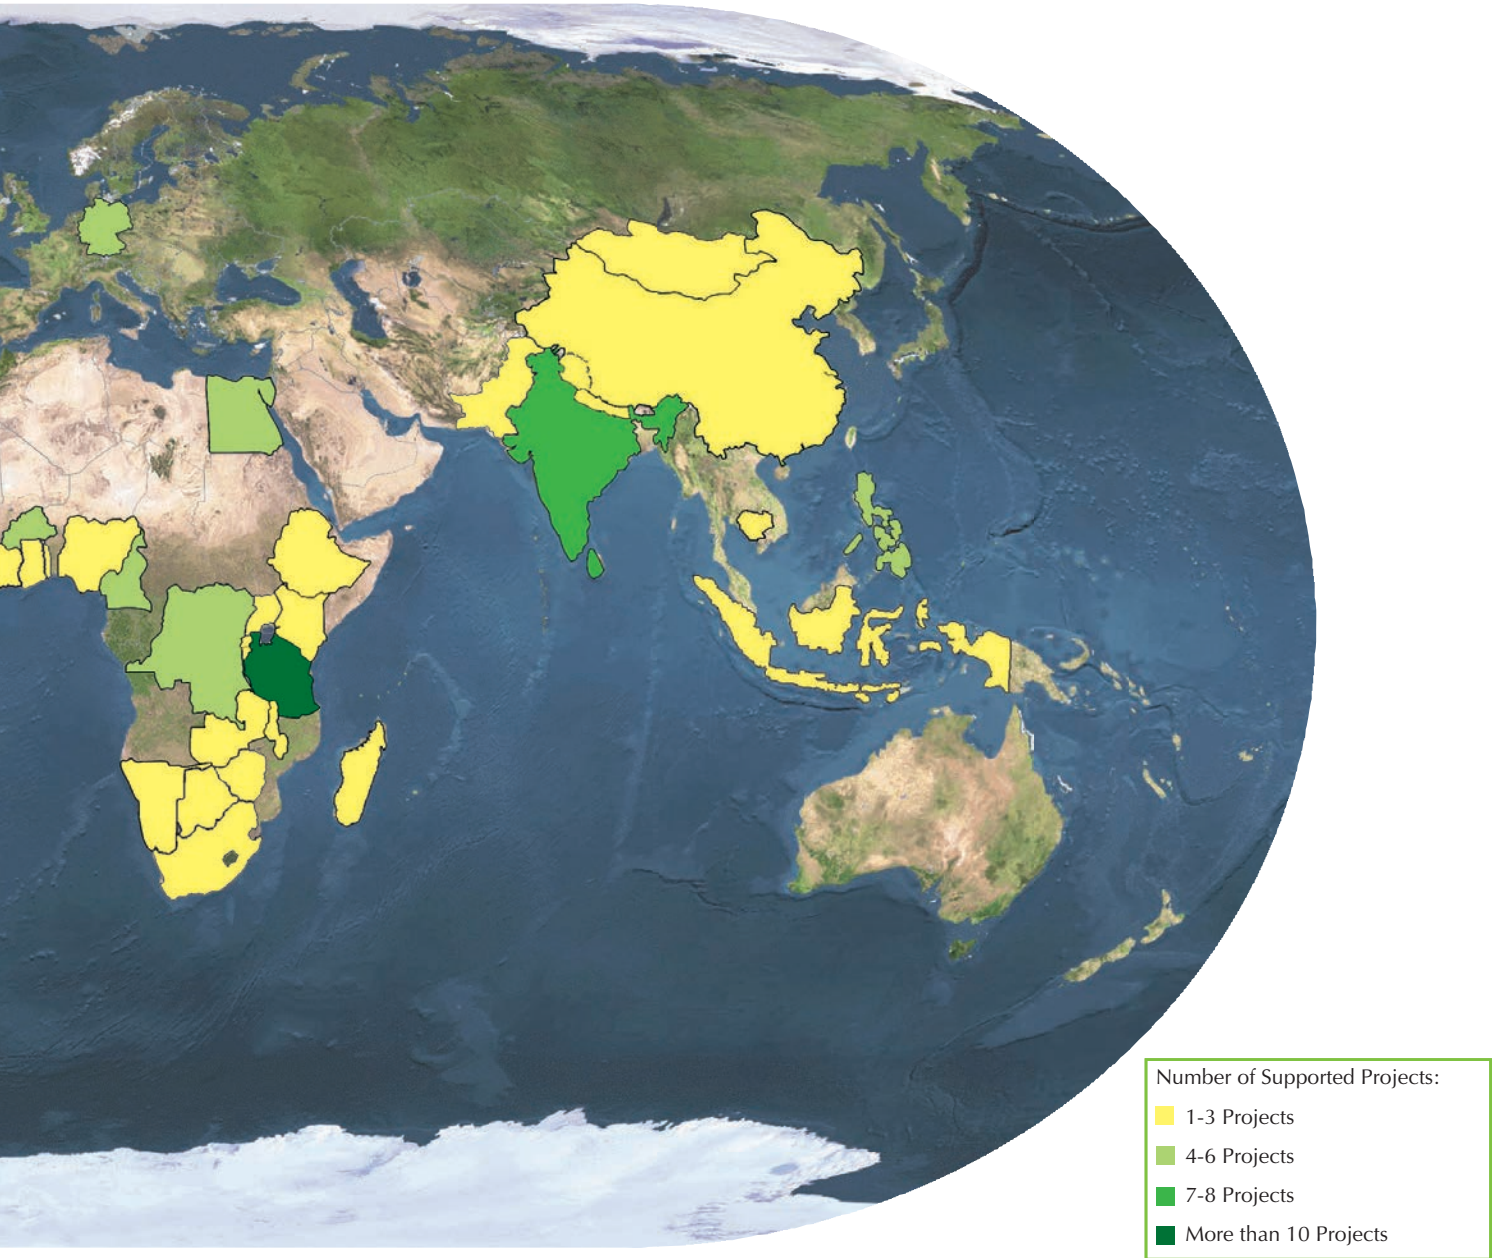 Number of Supported Projects:
1-3 Projects
4-6 Projects
7-8 Projects
More than 10 Projects